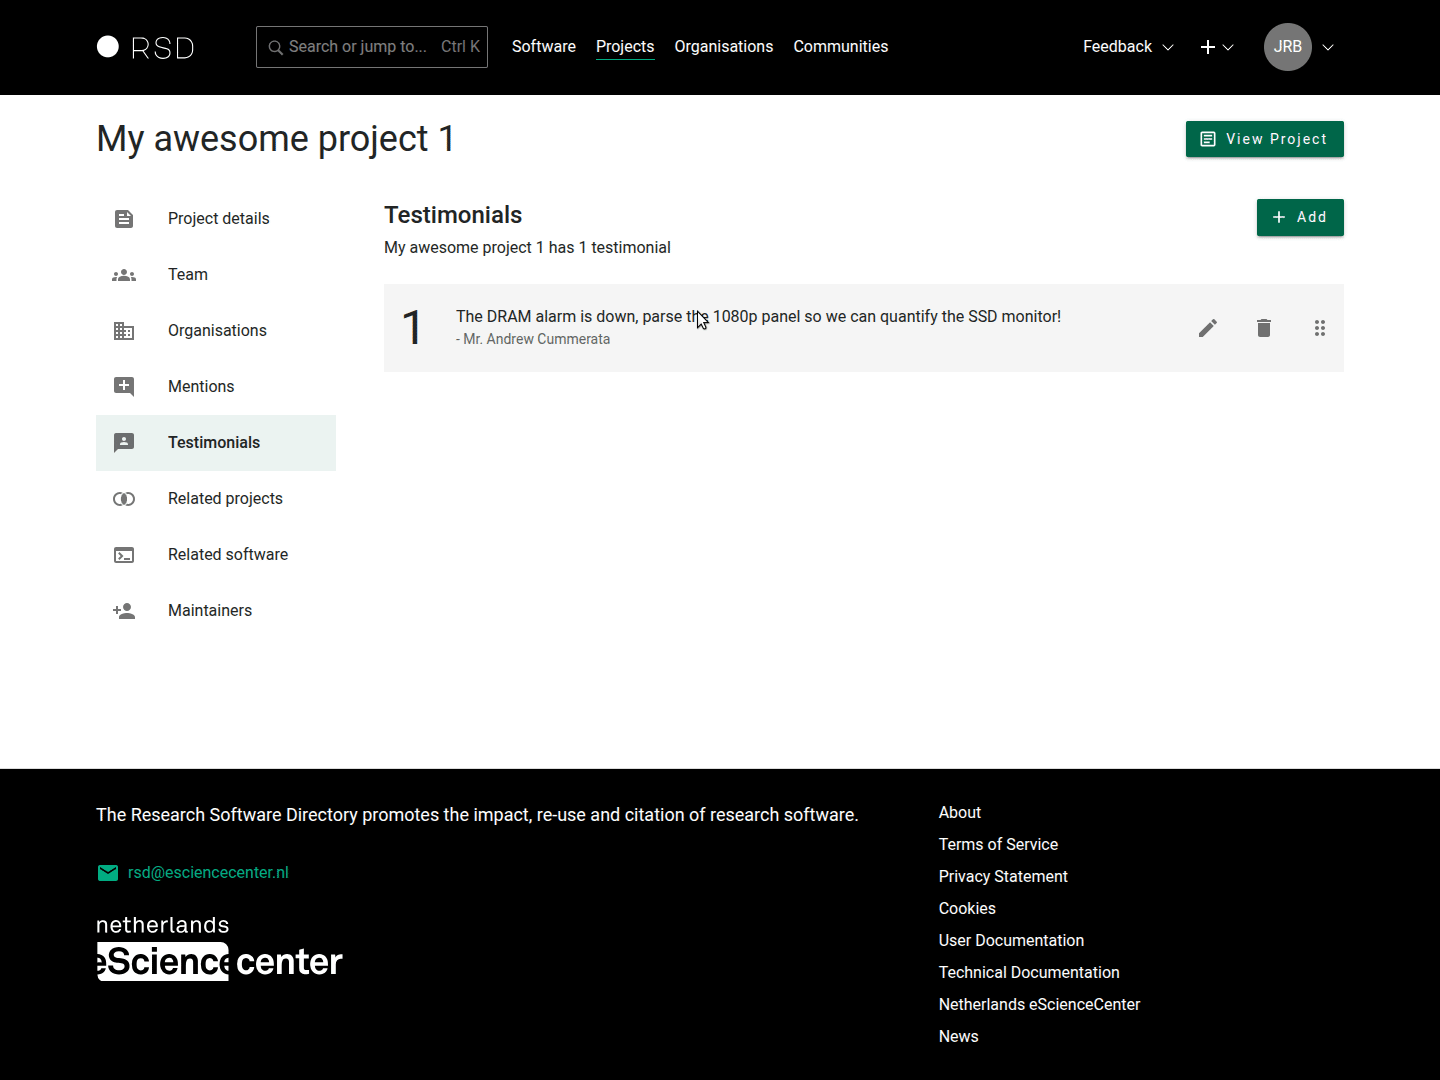 RSD
Search or jump to... Ctrl K
Software
Projects
Organisations
Communities
Feedback
JRB
My awesome project 1
View Project
Project details
Team
Organisations
Mentions
Testimonials
Related projects
Related software
Maintainers
Testimonials
My awesome project 1 has 1 testimonial
Add
1
The DRAM alarm is down, parse the 1080p panel so we can quantify the SSD monitor!
- Mr. Andrew Cummerata
The Research Software Directory promotes the impact, re-use and citation of research software.
rsd@esciencecenter.nl
netherlands
eScience center
About
Terms of Service
Privacy Statement
Cookies
User Documentation
Technical Documentation
Netherlands eScienceCenter
News